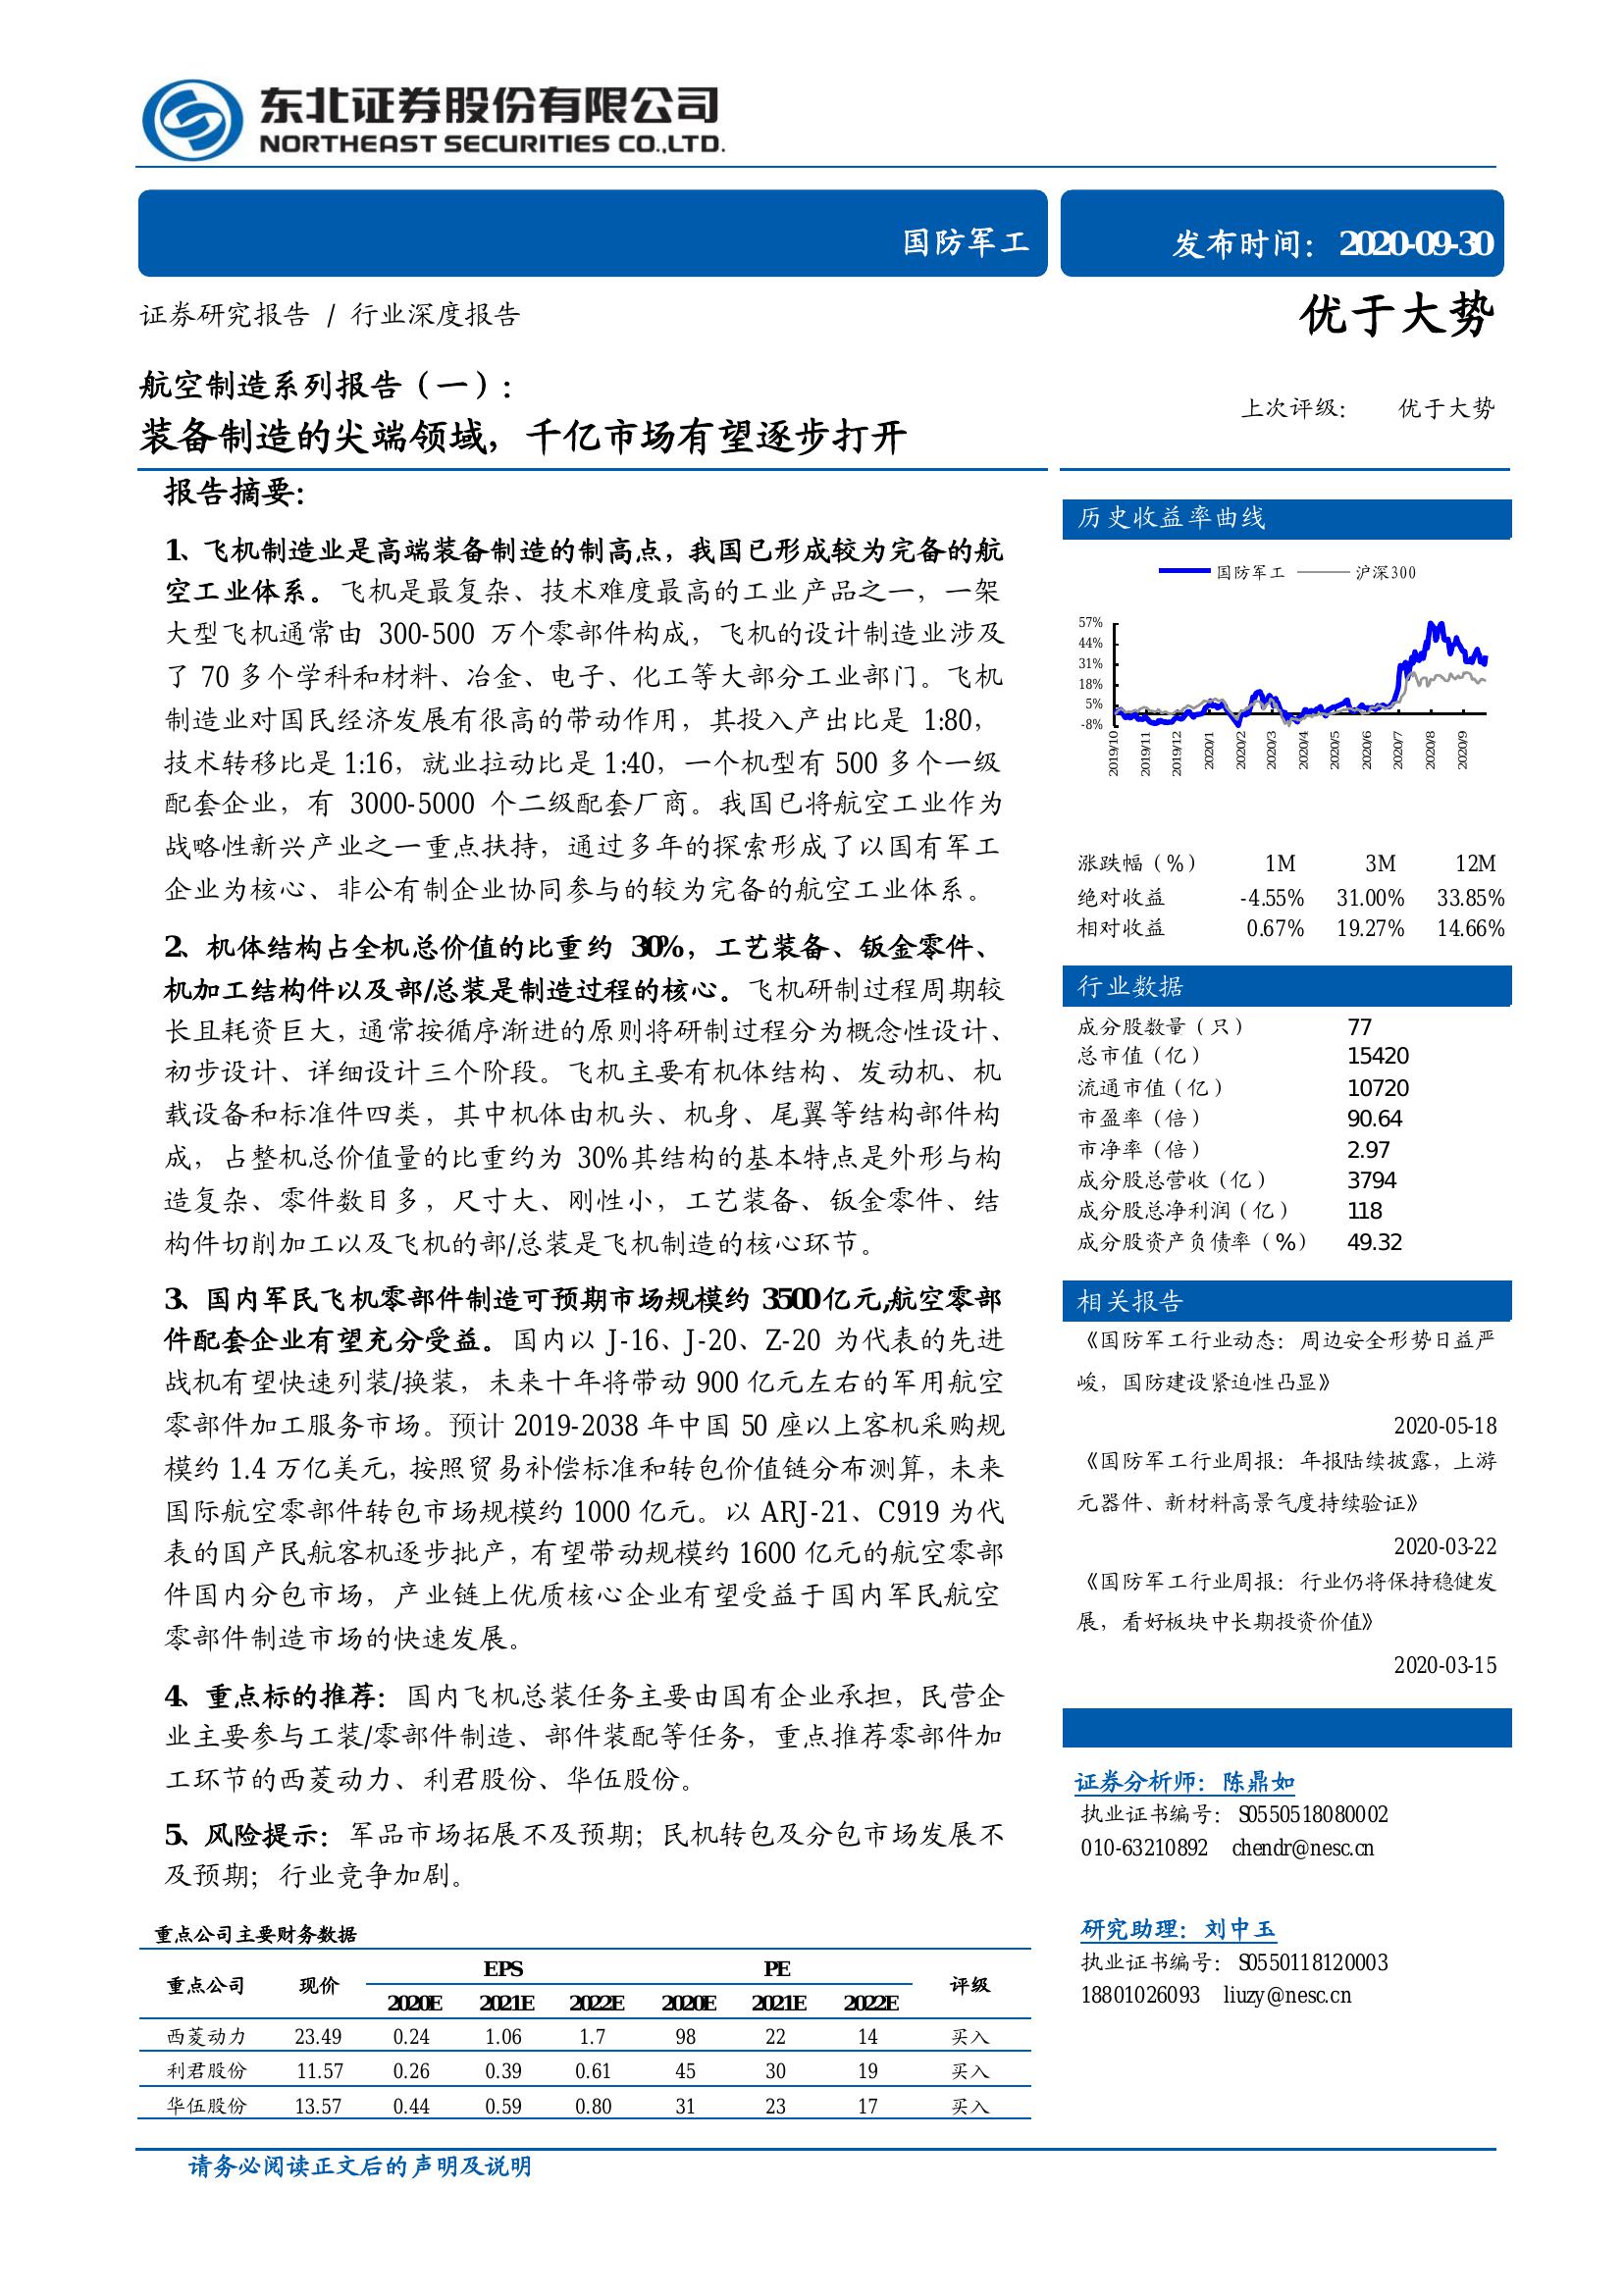 东北证券股份有限公司
NORTHEAST SECURITIES CO.,LTD.
国防军工
发布时间：2020-09-30
证券研究报告 / 行业深度报告
优于大势
航空制造系列报告（一）：
装备制造的尖端领域，千亿市场有望逐步打开
上次评级： 优于大势
报告摘要：
1、飞机制造业是高端装备制造的制高点，我国已形成较为完备的航
空工业体系。飞机是最复杂、技术难度最高的工业产品之一，一架
大型飞机通常由 300-500 万个零部件构成，飞机的设计制造业涉及
了 70 多个学科和材料、冶金、电子、化工等大部分工业部门。飞机
制造业对国民经济发展有很高的带动作用，其投入产出比是 1:80，
技术转移比是 1:16，就业拉动比是 1:40，一个机型有 500 多个一级
配套企业，有 3000-5000 个二级配套厂商。我国已将航空工业作为
战略性新兴产业之一重点扶持，通过多年的探索形成了以国有军工
企业为核心、非公有制企业协同参与的较为完备的航空工业体系。
2、机体结构占全机总价值的比重约 30%，工艺装备、钣金零件、
机加工结构件以及部/总装是制造过程的核心。飞机研制过程周期较
长且耗资巨大，通常按循序渐进的原则将研制过程分为概念性设计、
初步设计、详细设计三个阶段。飞机主要有机体结构、发动机、机
载设备和标准件四类，其中机体由机头、机身、尾翼等结构部件构
成，占整机总价值量的比重约为 30%其结构的基本特点是外形与构
造复杂、零件数目多，尺寸大、刚性小，工艺装备、钣金零件、结
构件切削加工以及飞机的部/总装是飞机制造的核心环节。
3、国内军民飞机零部件制造可预期市场规模约 3500 亿元,航空零部
件配套企业有望充分受益。国内以 J-16、J-20、Z-20 为代表的先进
战机有望快速列装/换装，未来十年将带动 900 亿元左右的军用航空
零部件加工服务市场。预计 2019-2038 年中国 50 座以上客机采购规
模约 1.4 万亿美元，按照贸易补偿标准和转包价值链分布测算，未来
国际航空零部件转包市场规模约 1000 亿元。以 ARJ-21、C919 为代
表的国产民航客机逐步批产，有望带动规模约 1600 亿元的航空零部
件国内分包市场，产业链上优质核心企业有望受益于国内军民航空
零部件制造市场的快速发展。
4、重点标的推荐：国内飞机总装任务主要由国有企业承担，民营企
业主要参与工装/零部件制造、部件装配等任务，重点推荐零部件加
工环节的西菱动力、利君股份、华伍股份。
5、风险提示：军品市场拓展不及预期；民机转包及分包市场发展不
及预期；行业竞争加剧。
重点公司主要财务数据
重点公司 现价 EPS PE 评级
2020E 2021E 2022E 2020E 2021E 2022E
西菱动力 23.49 0.24 1.06 1.7 98 22 14 买入
利君股份 11.57 0.26 0.39 0.61 45 30 19 买入
华伍股份 13.57 0.44 0.59 0.80 31 23 17 买入
历史收益率曲线
国防军工 沪深300
57%
44%
31%
18%
5%
-8%
2019/10 2019/11 2019/12 2020/1 2020/2 2020/3 2020/4 2020/5 2020/6 2020/7 2020/8 2020/9
涨跌幅（%） 1M 3M 12M
绝对收益 -4.55% 31.00% 33.85%
相对收益 0.67% 19.27% 14.66%
行业数据
成分股数量（只） 77
总市值（亿） 15420
流通市值（亿） 10720
市盈率（倍） 90.64
市净率（倍） 2.97
成分股总营收（亿） 3794
成分股总净利润（亿） 118
成分股资产负债率（%） 49.32
相关报告
《国防军工行业动态：周边安全形势日益严
峻，国防建设紧迫性凸显》
2020-05-18
《国防军工行业周报：年报陆续披露，上游
元器件、新材料高景气度持续验证》
2020-03-22
《国防军工行业周报：行业仍将保持稳健发
展，看好板块中长期投资价值》
2020-03-15
证券分析师：陈鼎如
执业证书编号：S0550518080002
010-63210892 chendr@nesc.cn
研究助理：刘中玉
执业证书编号：S0550118120003
18801026093 liuzy@nesc.cn
请务必阅读正文后的声明及说明